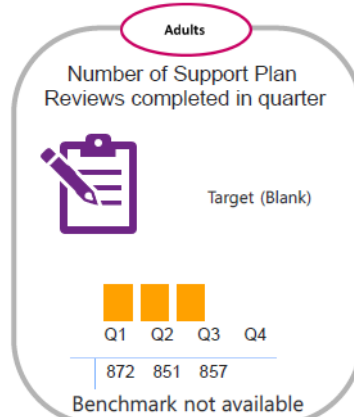 Adults
Number of Support Plan
Reviews completed in quarter
Target (Blank)
Q1 Q2 Q3 Q4
872 851 857
Benchmark not available